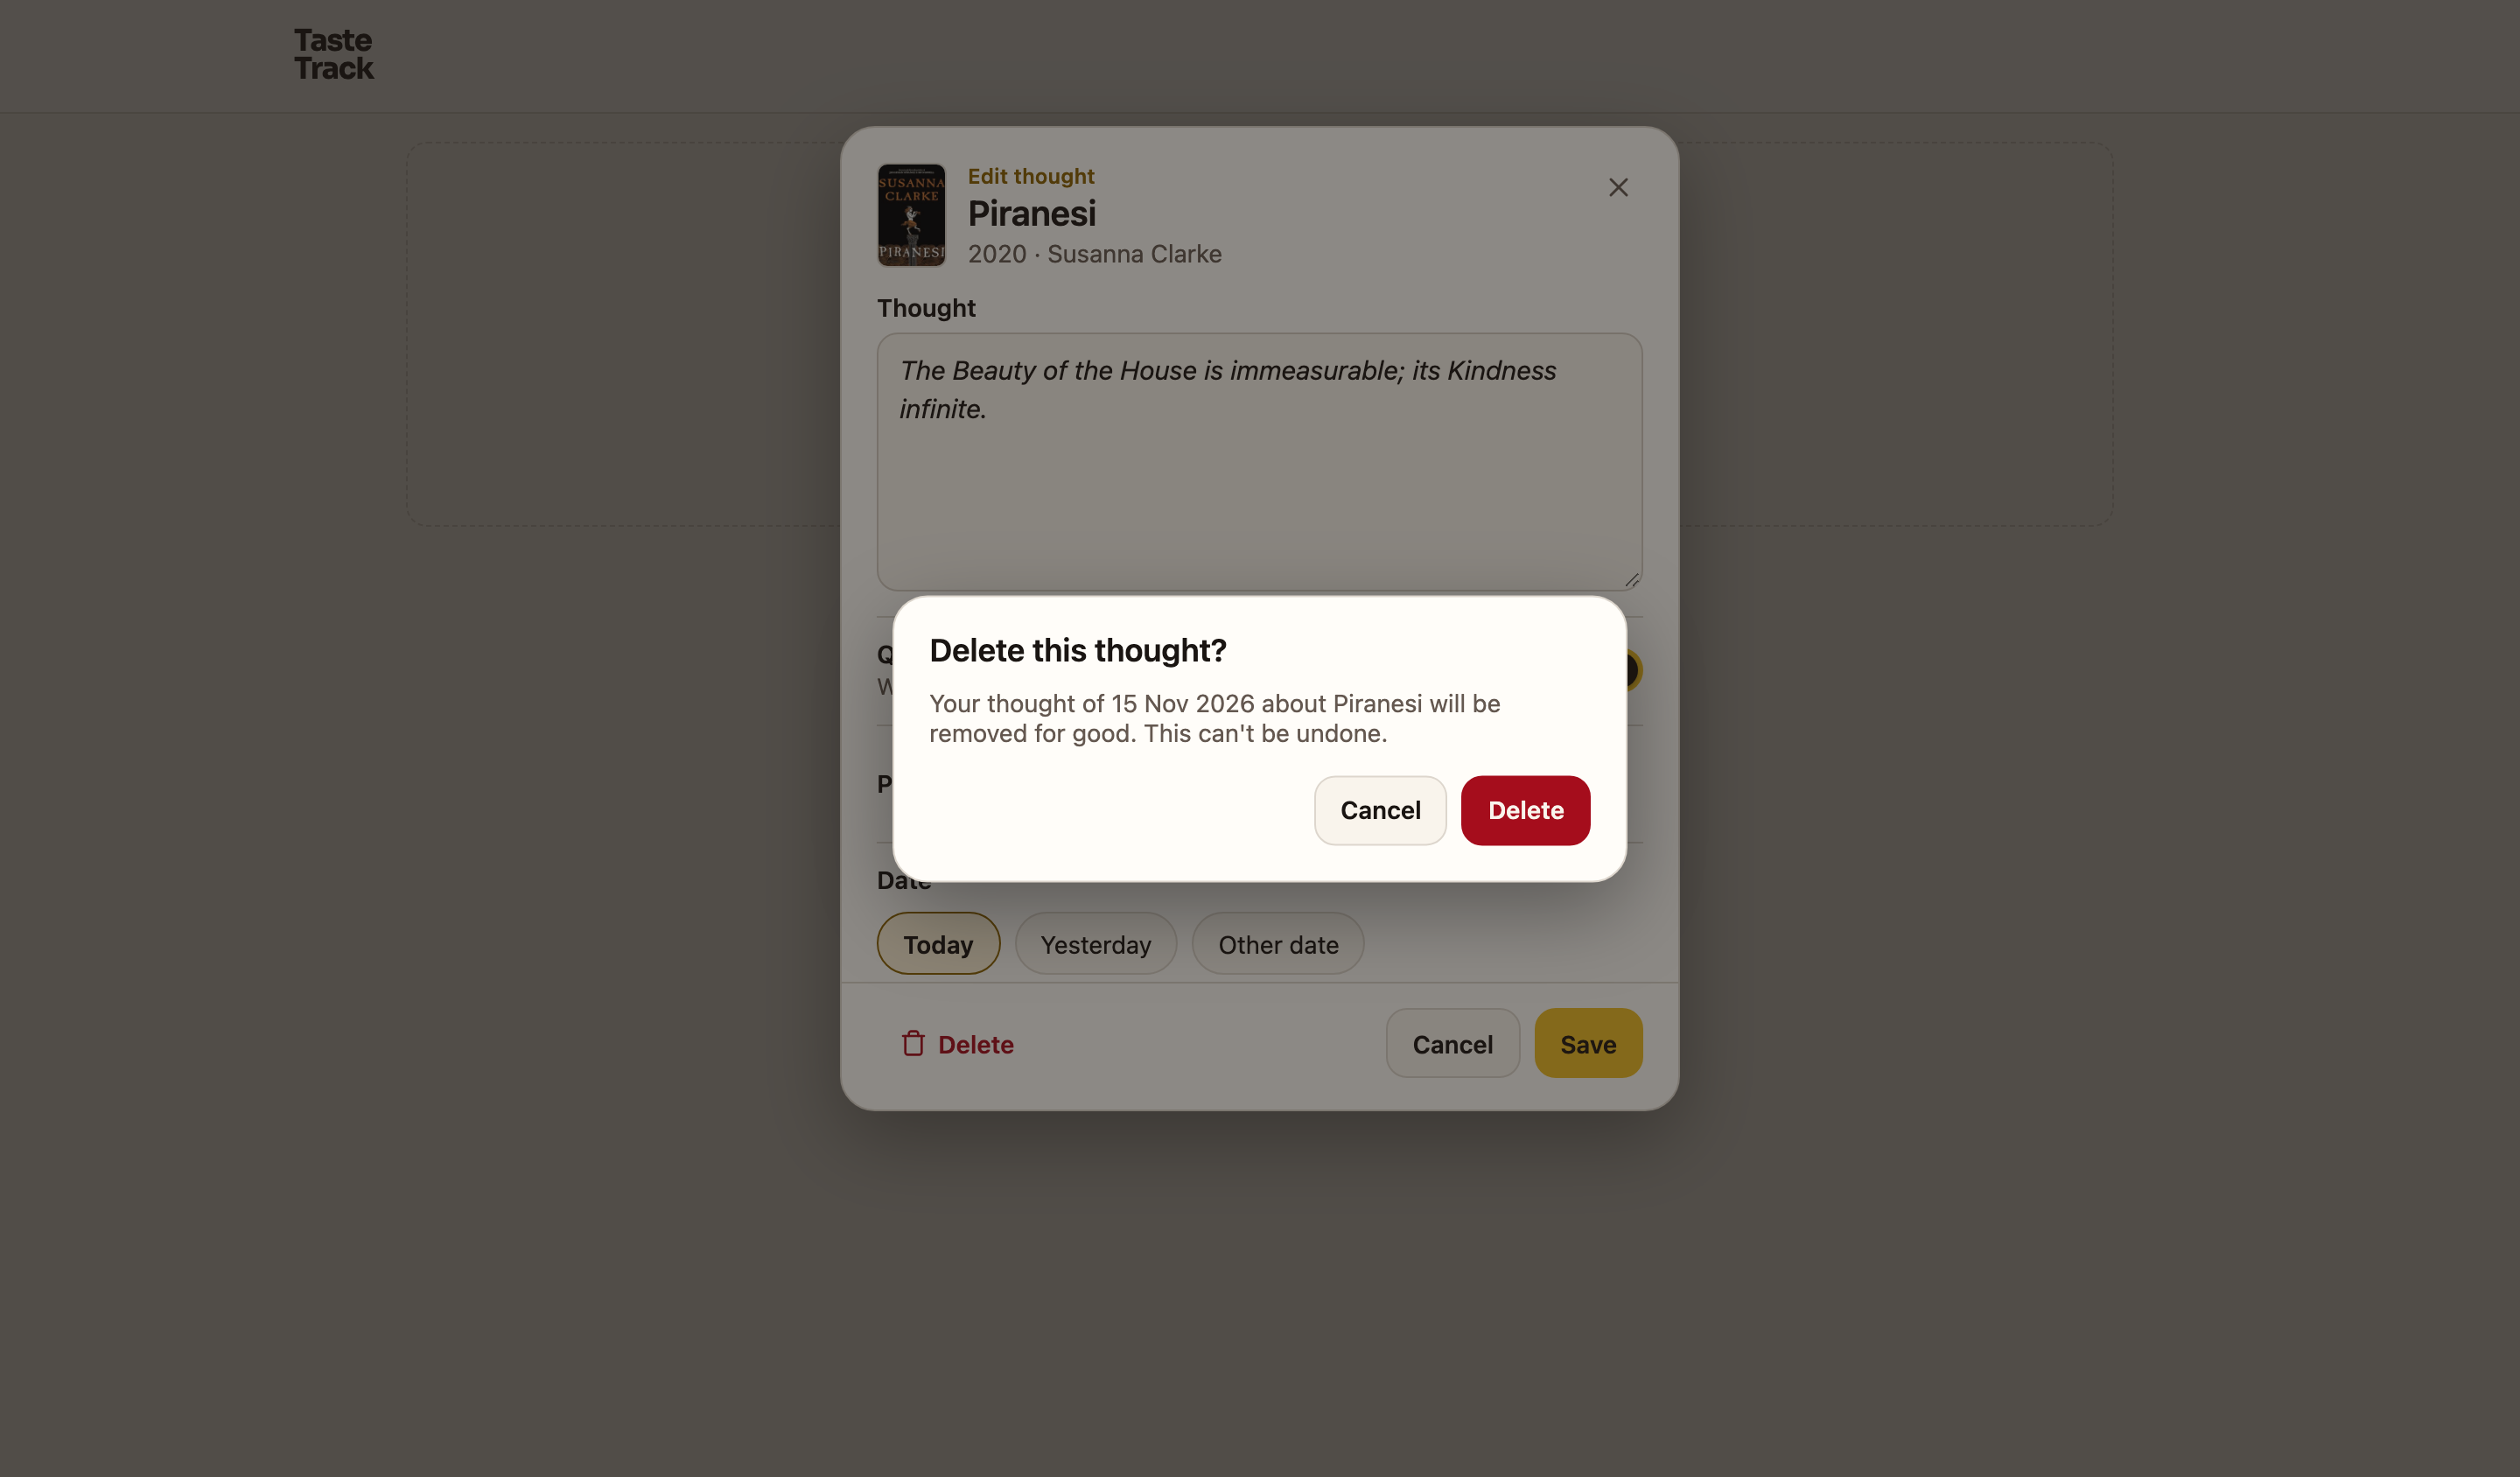 Taste
Track
SUSANNA
CLARKE
PIRANESI
Edit thought
Piranesi
2020 · Susanna Clarke
Thought
The Beauty of the House is immeasurable; its Kindness
infinite.
Delete this thought?
Your thought of 15 Nov 2026 about Piranesi will be
removed for good. This can't be undone.
Cancel
Delete
Date
Today
Yesterday
Other date
Delete
Cancel
Save